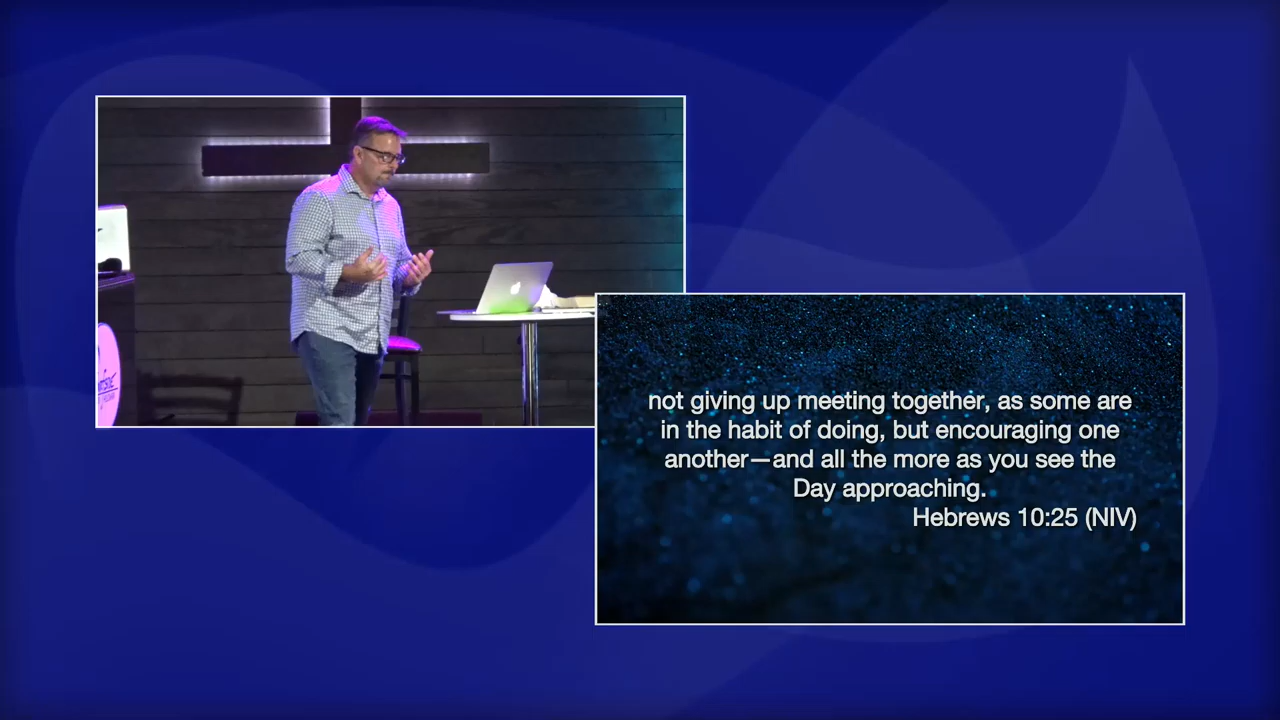 not giving up meeting together, as some are
in the habit of doing, but encouraging one
another—and all the more as you see the
Day approaching.
Hebrews 10:25 (NIV)